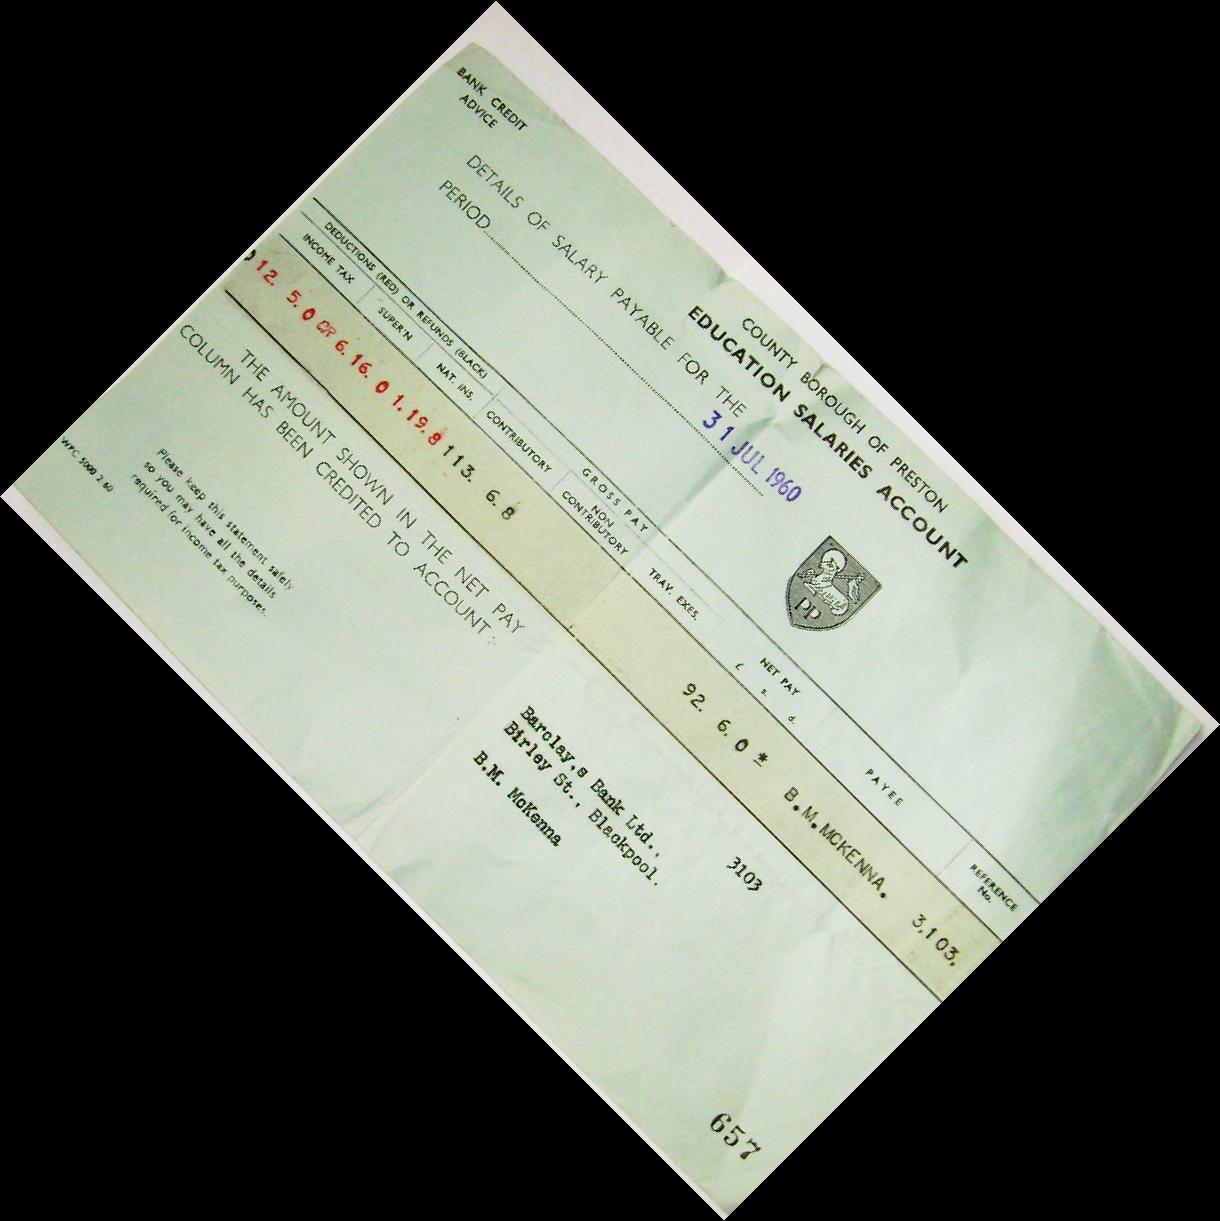 BANK CREDIT
ADVICE
COUNTY BOROUGH OF PRESTON
EDUCATION SALARIES ACCOUNT
DETAILS OF SALARY PAYABLE FOR THE
PERIOD
31 JUL 1960
PP
DEDUCTIONS (RED) OR REFUNDS (BLACK)
GROSS PAY
INCOME TAX
SUPER'N
NAT. INS.
CONTRIBUTORY
NON
CONTRIBUTORY
TRAV. EXES.
NET PAY
£ s. d.
PAYEE
REFERENCE
No.
12. 5. 0 CR 6. 16. 0 1. 19. 8 113. 6. 8 92. 6. 0 * B.M.MCKENNA. 3,103,
THE AMOUNT SHOWN IN THE NET PAY
COLUMN HAS BEEN CREDITED TO ACCOUNT:-
Barclay,s Bank Ltd.,
Birley St., Blackpool.
B.M. McKenna
3103
Please keep this statement safely
so you may have all the details
required for income tax purposes.
WPC 5000 2 60
657